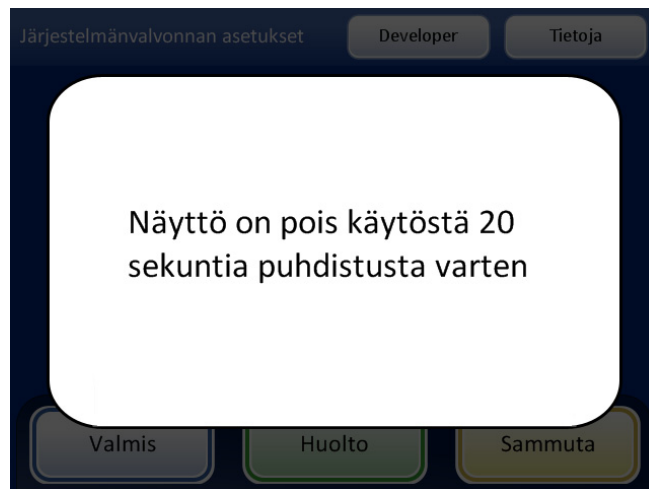 Järjestelmänvalvonnan asetukset
Developer
Tietoja
Näyttö on pois käytöstä 20
sekuntia puhdistusta varten
Valmis
Huolto
Sammuta